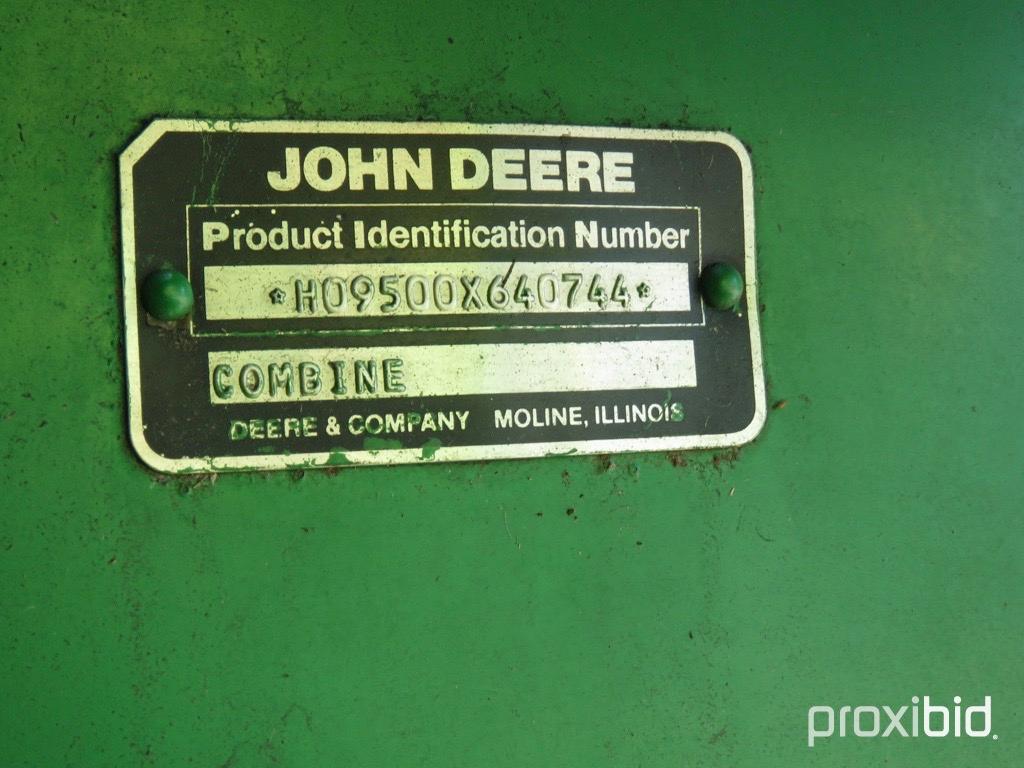 JOHN DEERE
Product Identification Number
*H09500X640744*
COMBINE
DEERE & COMPANY MOLINE, ILLINOIS
proxibid.